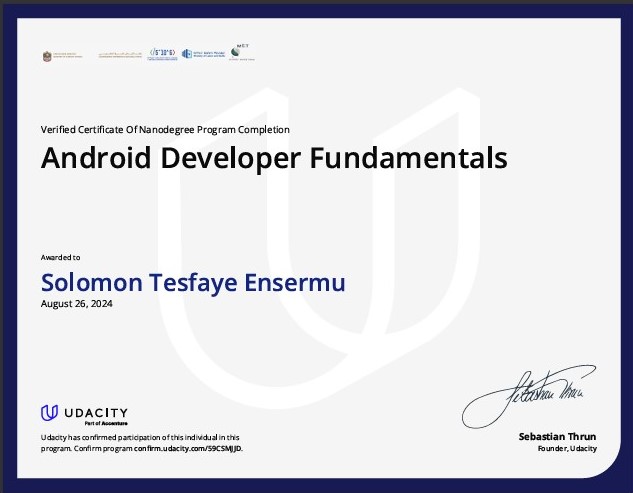 Verified Certificate Of Nanodegree Program Completion
Android Developer Fundamentals
Awarded to
Solomon Tesfaye Ensermu
August 26, 2024
UDACITY
Part of Accenture
Udacity has confirmed participation of this individual in this
program. Confirm program confirm.udacity.com/59CSMJJD.
Sebastian Thrun
Sebastian Thrun
Founder, Udacity